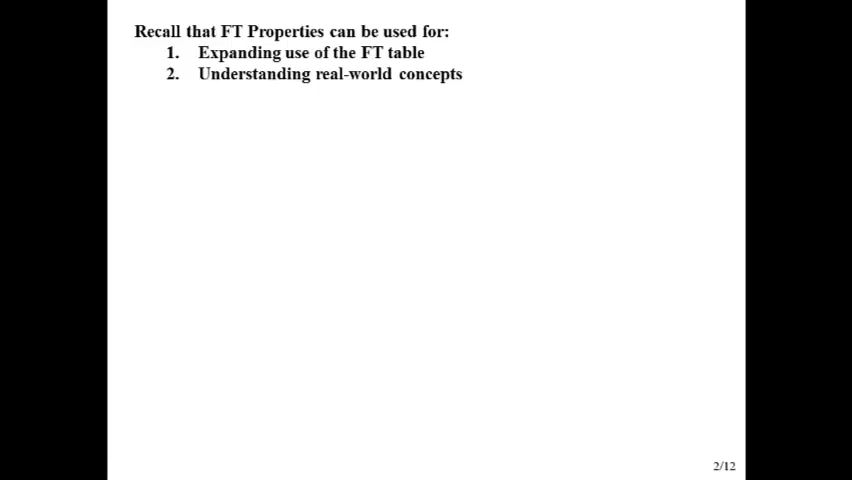 Recall that FT Properties can be used for:
1. Expanding use of the FT table
2. Understanding real-world concepts
2/12